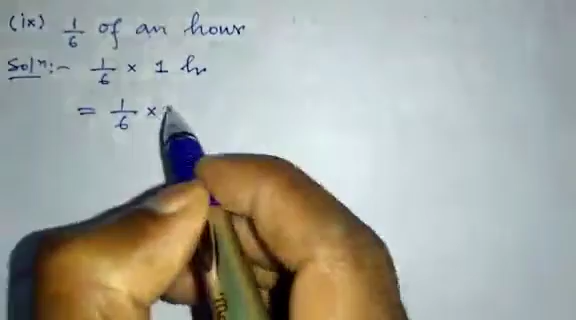 (ix) 1/6 of an hour
Solⁿ:- 1/6 × 1 hr
= 1/6 ×